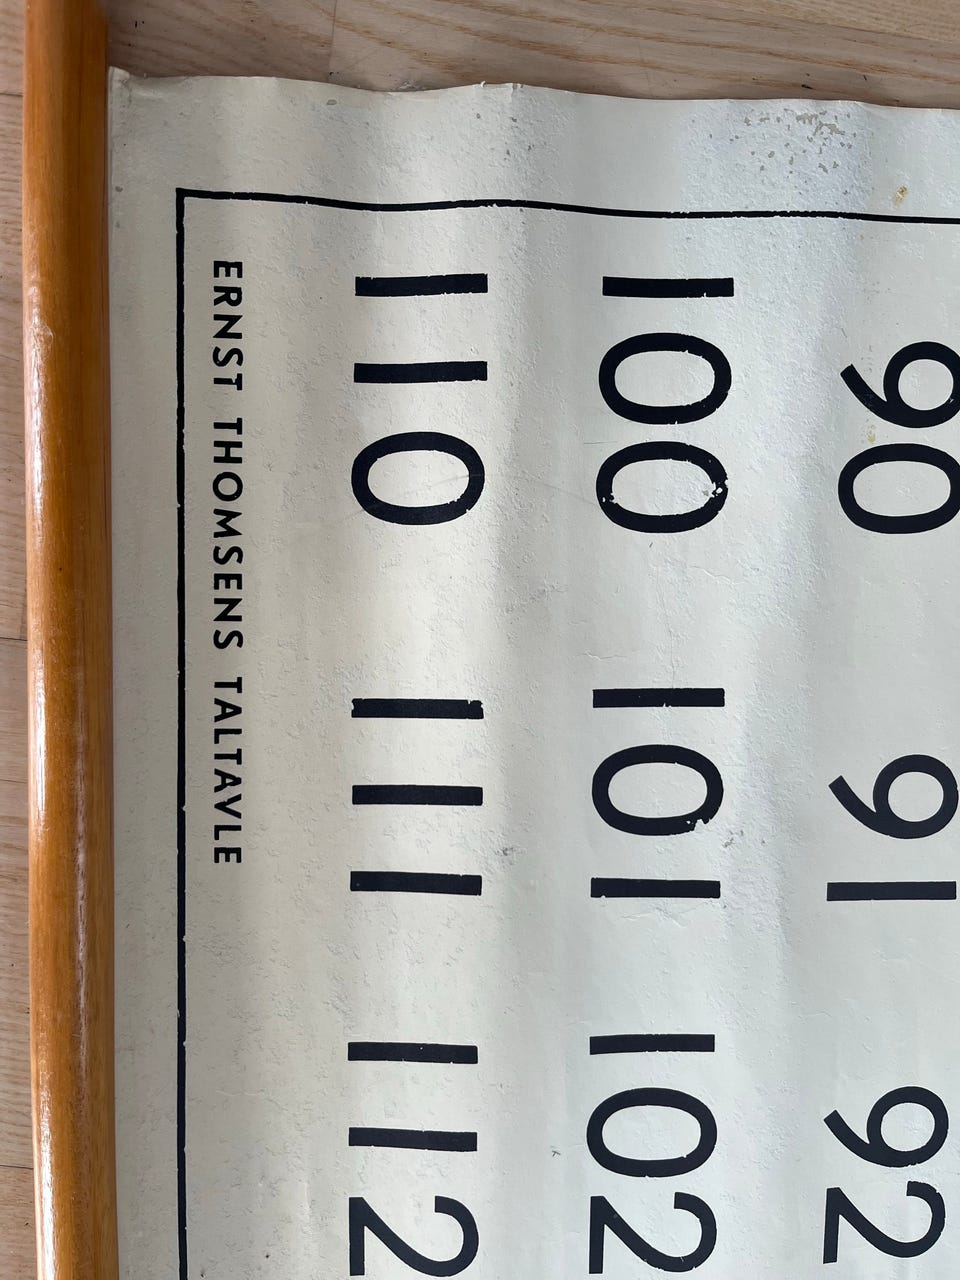 90 91 92
100 101 102
110 111 112
ERNST THOMSENS TALTAVLE